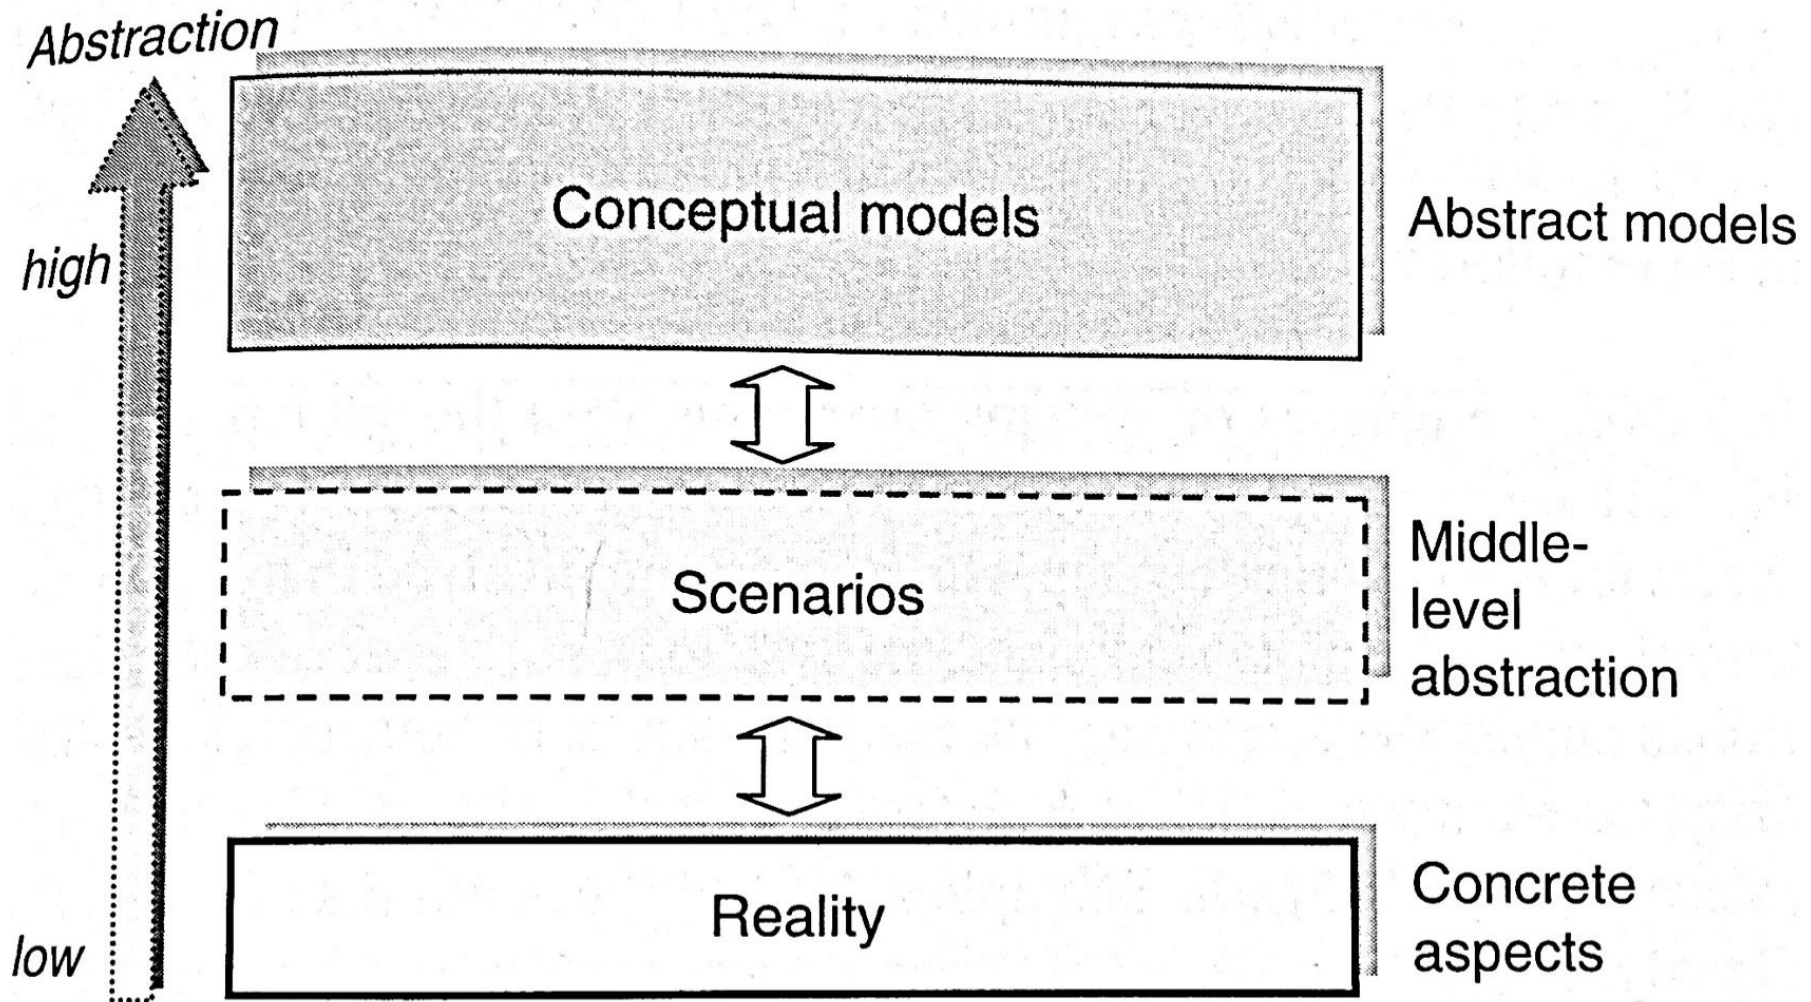 Abstraction
Conceptual models
Abstract models
high
Scenarios
Middle-
level
abstraction
Reality
Concrete
aspects
low